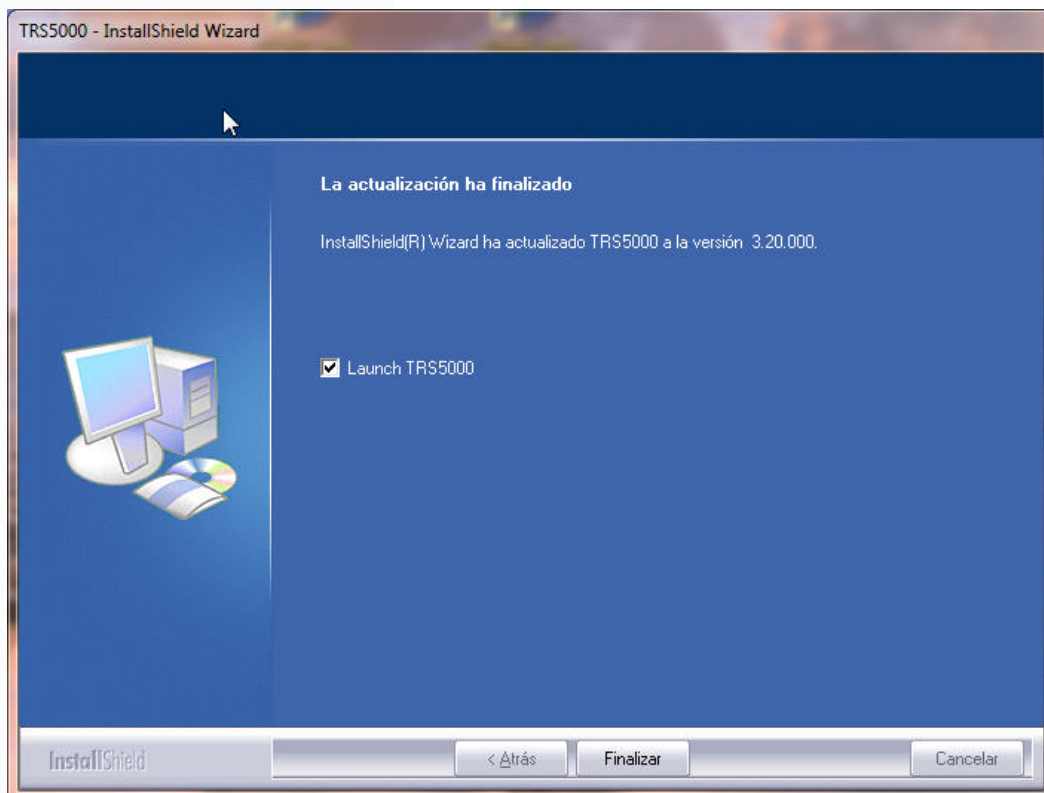 TRS5000 - InstallShield Wizard
La actualización ha finalizado
InstallShield(R) Wizard ha actualizado TRS5000 a la versión  3.20.000.
Launch TRS5000
InstallShield
< Atrás
Finalizar
Cancelar